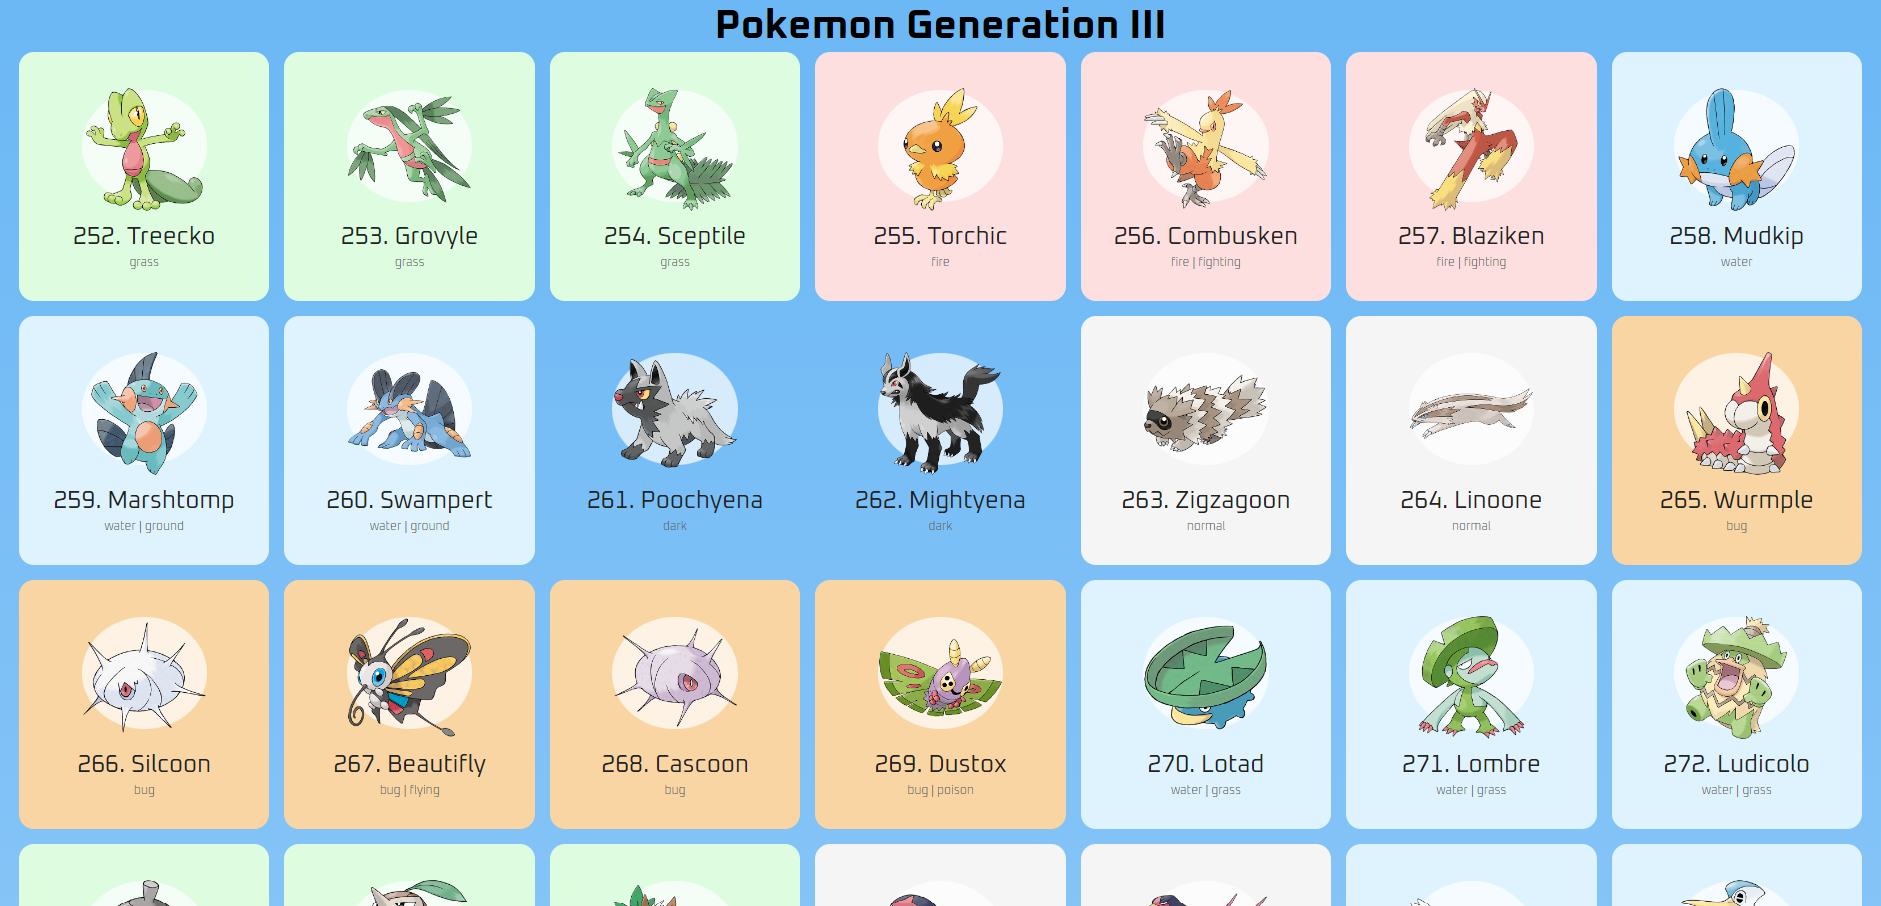 Pokemon Generation III
252. Treecko
grass
253. Grovyle
grass
254. Sceptile
grass
255. Torchic
fire
256. Combusken
fire | fighting
257. Blaziken
fire | fighting
258. Mudkip
water
259. Marshtomp
water | ground
260. Swampert
water | ground
261. Poochyena
dark
262. Mightyena
dark
263. Zigzagoon
normal
264. Linoone
normal
265. Wurmple
bug
266. Silcoon
bug
267. Beautifly
bug | flying
268. Cascoon
bug
269. Dustox
bug | poison
270. Lotad
water | grass
271. Lombre
water | grass
272. Ludicolo
water | grass